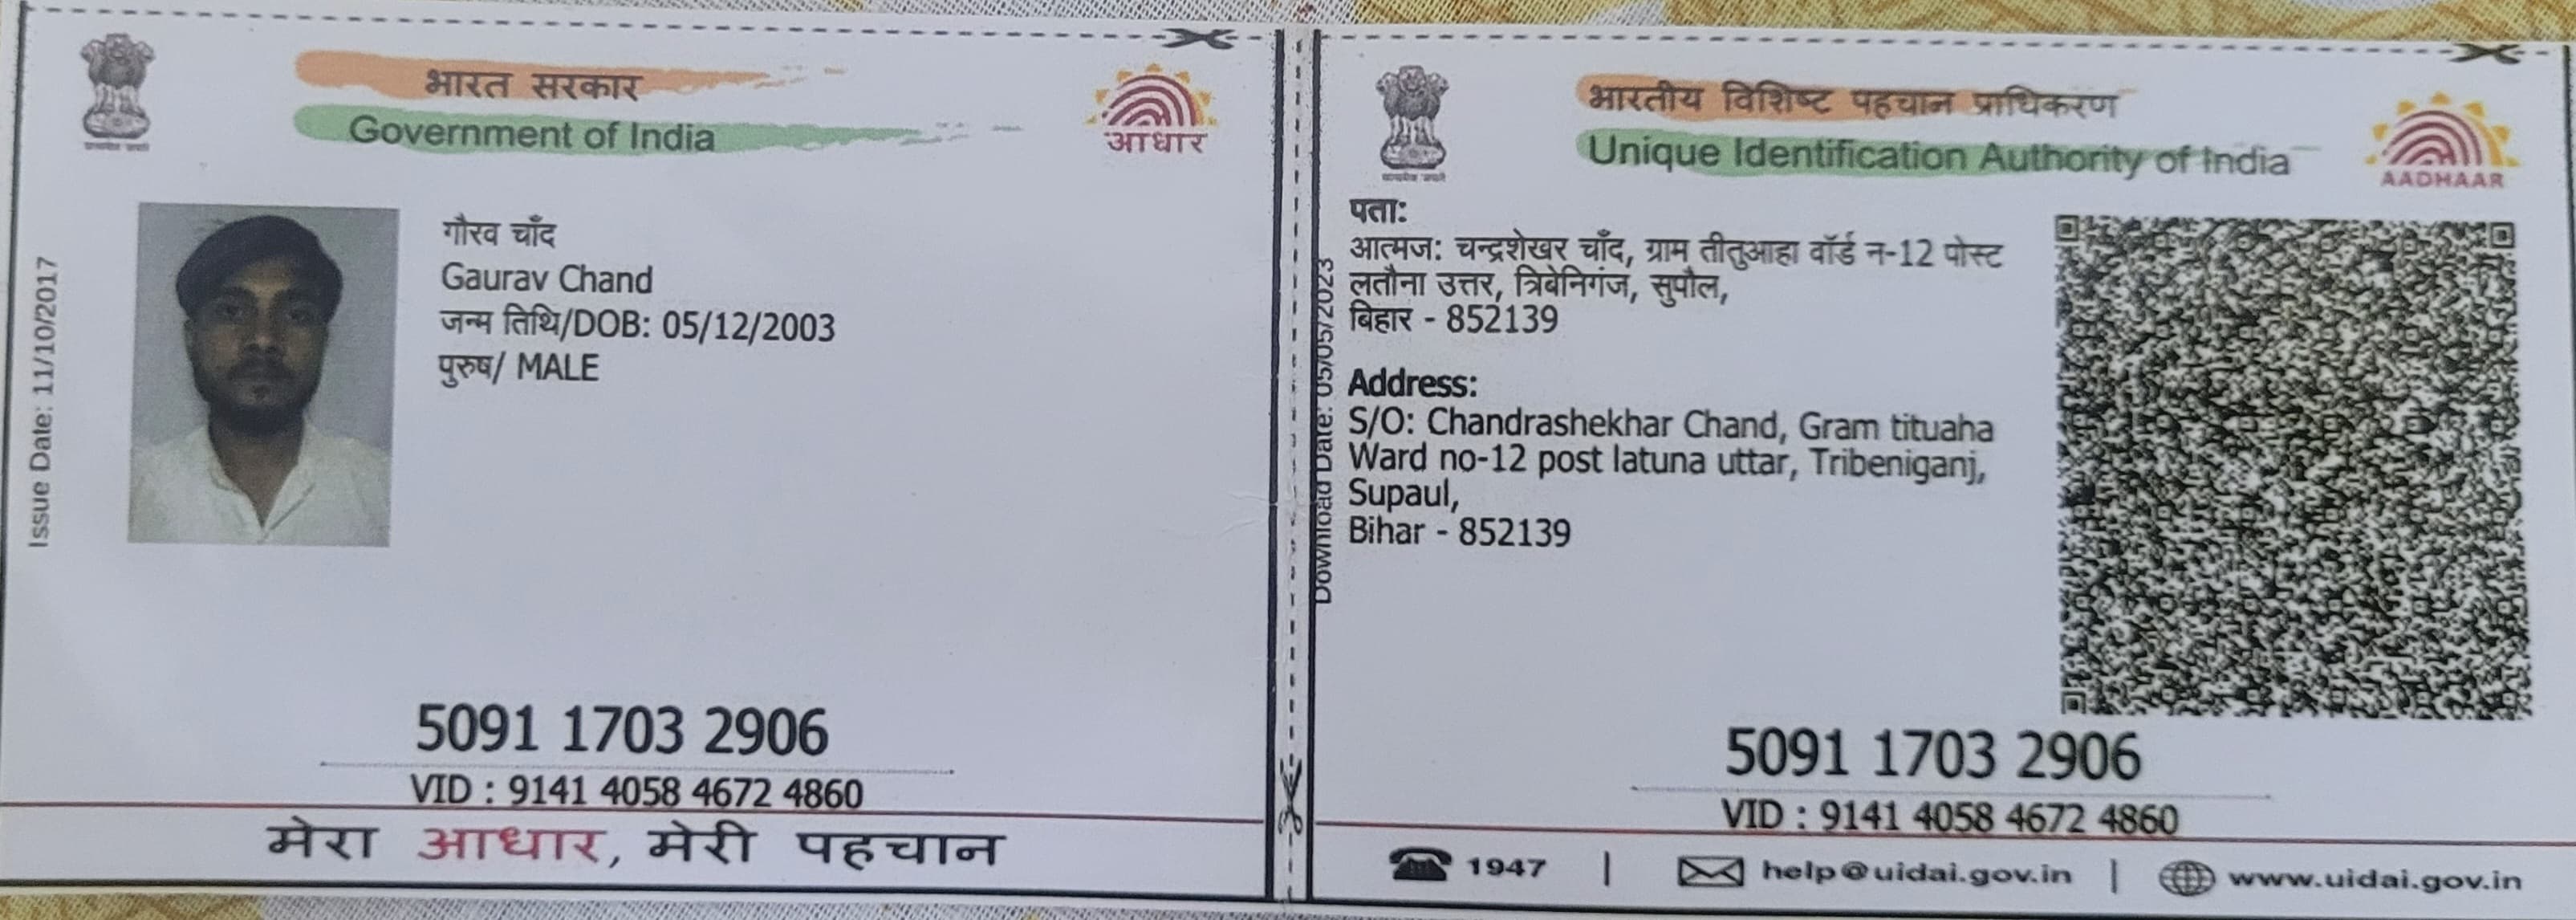 भारत सरकार
Government of India
आधार
Issue Date: 11/10/2017
गौरव चाँद
Gaurav Chand
जन्म तिथि/DOB: 05/12/2003
पुरुष/ MALE
5091 1703 2906
VID : 9141 4058 4672 4860
मेरा आधार, मेरी पहचान
भारतीय विशिष्ट पहचान प्राधिकरण
Unique Identification Authority of India
AADHAAR
Download Date: 05/05/2023
पता:
आत्मज: चन्द्रशेखर चाँद, ग्राम तीतुआहा वॉर्ड न-12 पोस्ट
लतौना उत्तर, त्रिबेनिगंज, सुपौल,
बिहार - 852139
Address:
S/O: Chandrashekhar Chand, Gram tituaha
Ward no-12 post latuna uttar, Tribeniganj,
Supaul,
Bihar - 852139
5091 1703 2906
VID : 9141 4058 4672 4860
1947 | help@uidai.gov.in | www.uidai.gov.in